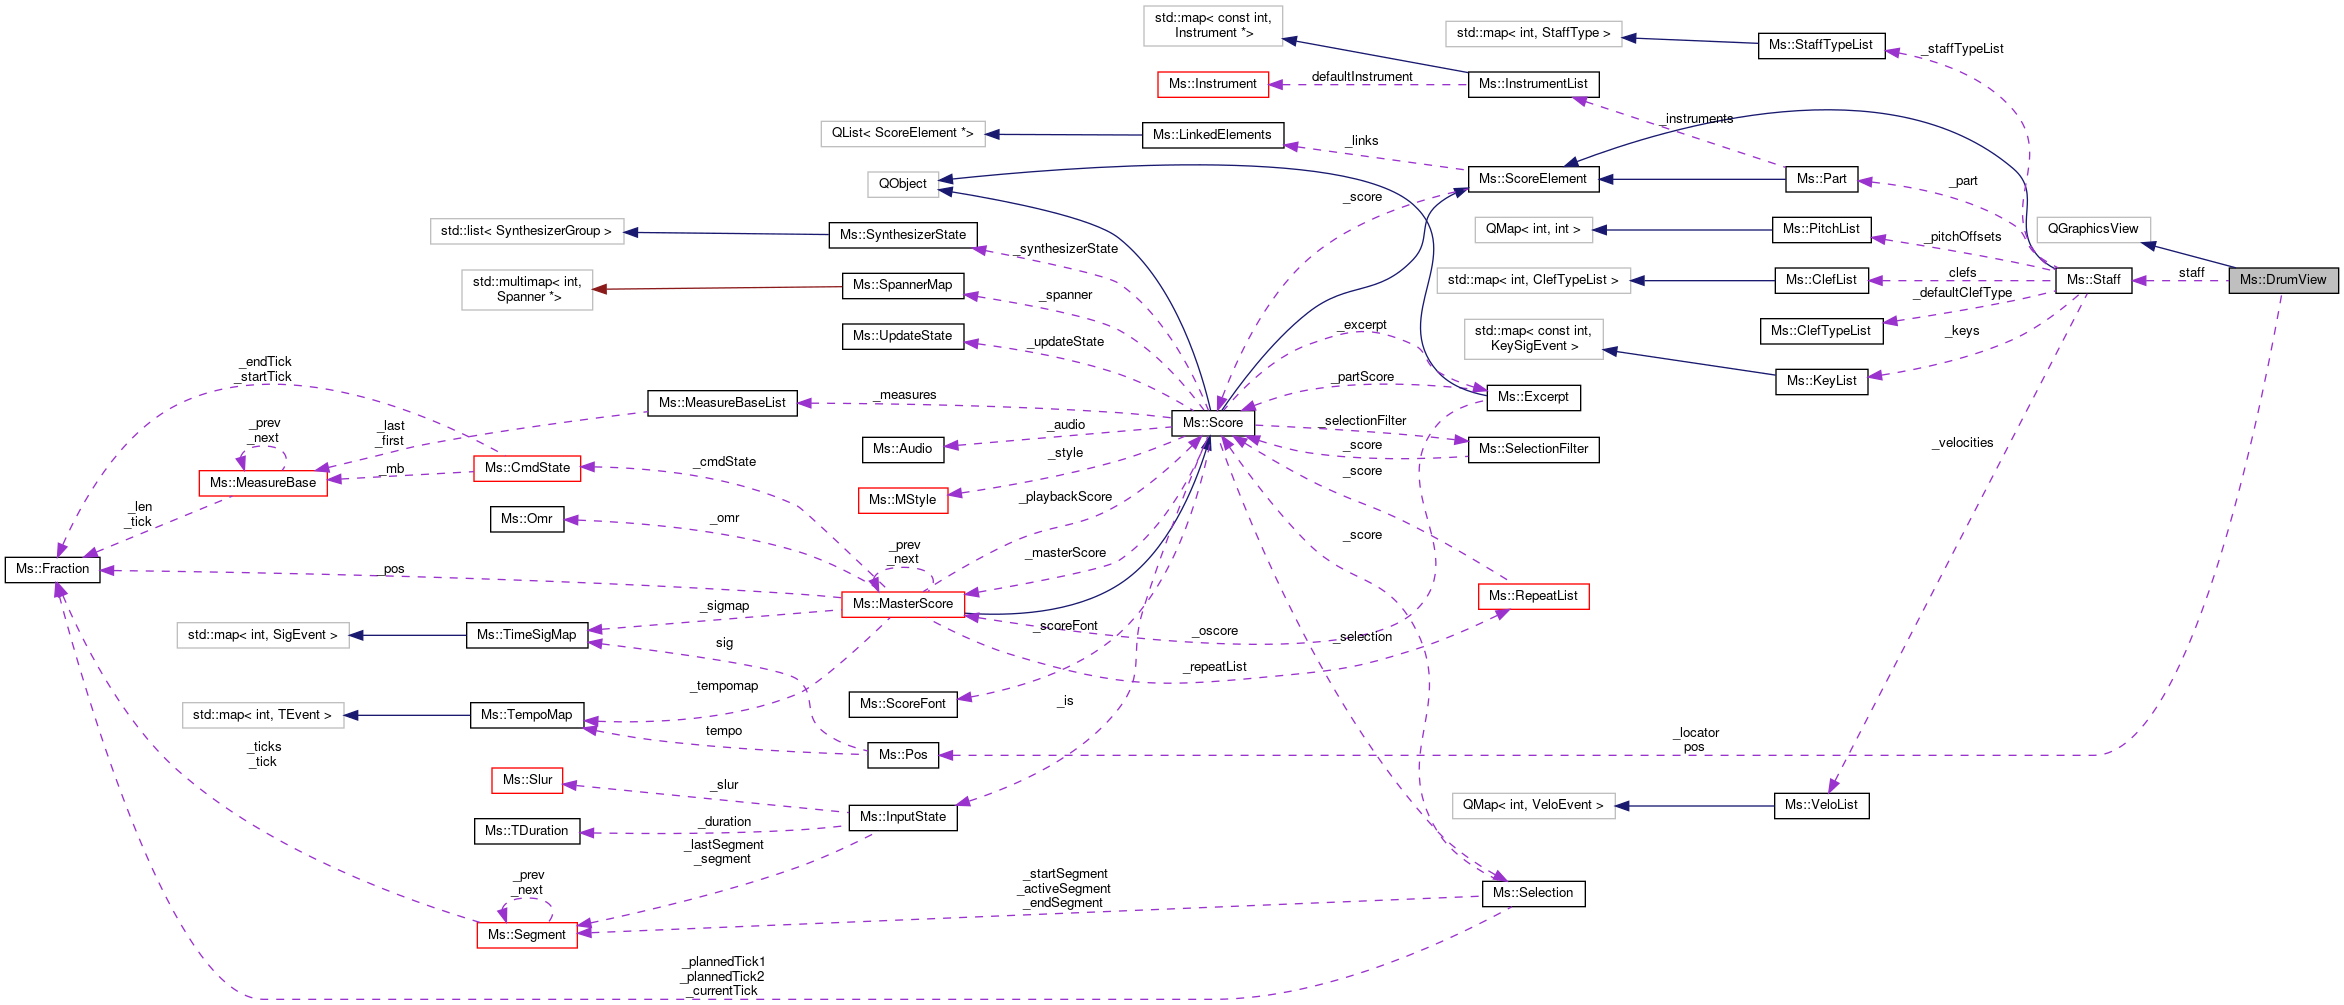 std::map< const int,
Instrument *>
std::map< int, StaffType >
Ms::StaffTypeList
_staffTypeList
Ms::Instrument
defaultInstrument
Ms::InstrumentList
QList< ScoreElement *>
Ms::LinkedElements
_links
_instruments
QObject
Ms::ScoreElement
Ms::Part
_part
_score
std::list< SynthesizerGroup >
Ms::SynthesizerState
_synthesizerState
QMap< int, int >
Ms::PitchList
_pitchOffsets
QGraphicsView
std::multimap< int,
Spanner *>
Ms::SpannerMap
_spanner
std::map< int, ClefTypeList >
Ms::ClefList
clefs
Ms::Staff
staff
Ms::DrumView
_defaultClefType
Ms::UpdateState
_updateState
_excerpt
std::map< const int,
KeySigEvent >
Ms::ClefTypeList
_keys
_endTick
_startTick
Ms::KeyList
Ms::MeasureBaseList
_measures
_partScore
Ms::Excerpt
_prev
_next
_last
_first
Ms::Score
_selectionFilter
Ms::Audio
_audio
_score
Ms::SelectionFilter
_velocities
Ms::MeasureBase
_mb
Ms::CmdState
_cmdState
_style
_score
Ms::MStyle
_playbackScore
_len
_tick
Ms::Omr
_omr
_prev
_next
_masterScore
_score
Ms::Fraction
_pos
Ms::MasterScore
Ms::RepeatList
_sigmap
std::map< int, SigEvent >
Ms::TimeSigMap
sig
_scoreFont
_oscore
_selection
_repeatList
_tempomap
std::map< int, TEvent >
Ms::TempoMap
Ms::ScoreFont
_is
tempo
Ms::Pos
_locator
pos
_ticks
_tick
Ms::Slur
_slur
Ms::InputState
QMap< int, VeloEvent >
Ms::VeloList
Ms::TDuration
_duration
_lastSegment
_segment
_prev
_next
_startSegment
_activeSegment
_endSegment
Ms::Selection
Ms::Segment
_plannedTick1
_plannedTick2
_currentTick